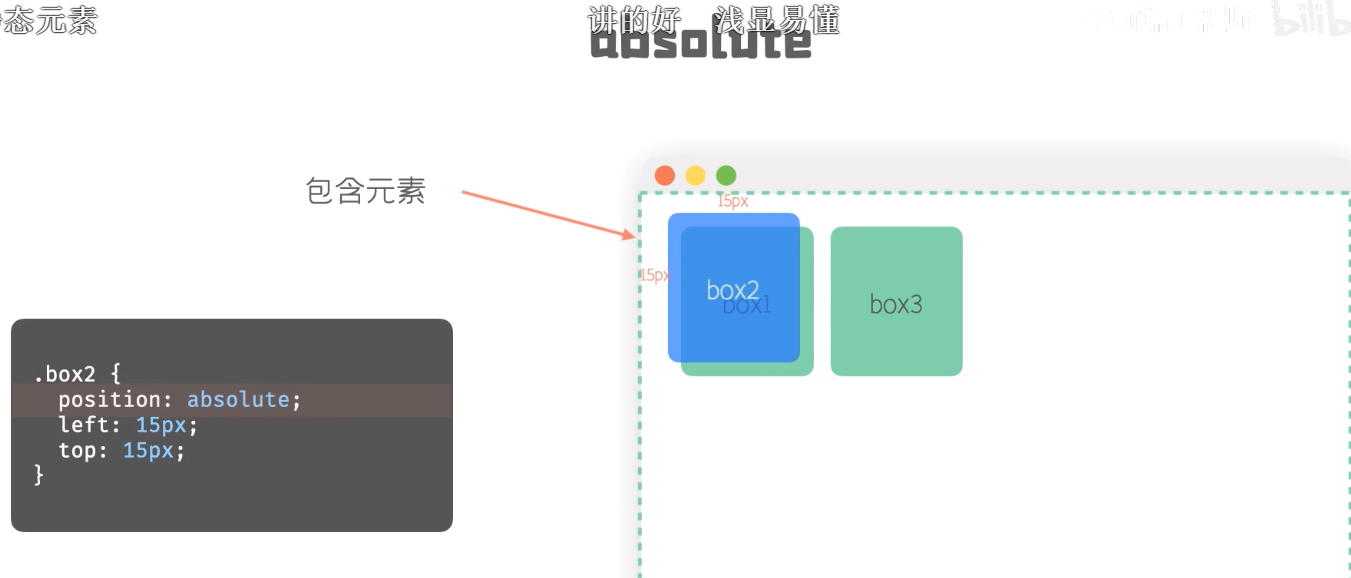 态元素
讲的好 浅显易懂
bilib
absolute
包含元素
15px
15px
box2
box1
box3
.box2 {
position: absolute;
left: 15px;
top: 15px;
}